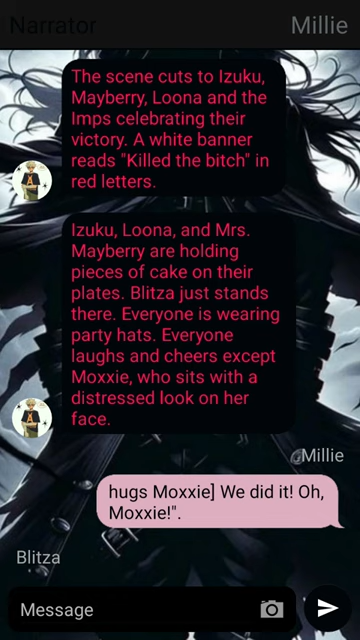 Narrator
Millie
The scene cuts to Izuku,
Mayberry, Loona and the
Imps celebrating their
victory. A white banner
reads "Killed the bitch" in
red letters.
Izuku, Loona, and Mrs.
Mayberry are holding
pieces of cake on their
plates. Blitza just stands
there. Everyone is wearing
party hats. Everyone
laughs and cheers except
Moxxie, who sits with a
distressed look on her
face.
Millie
hugs Moxxie] We did it! Oh,
Moxxie!".
Blitza
Message